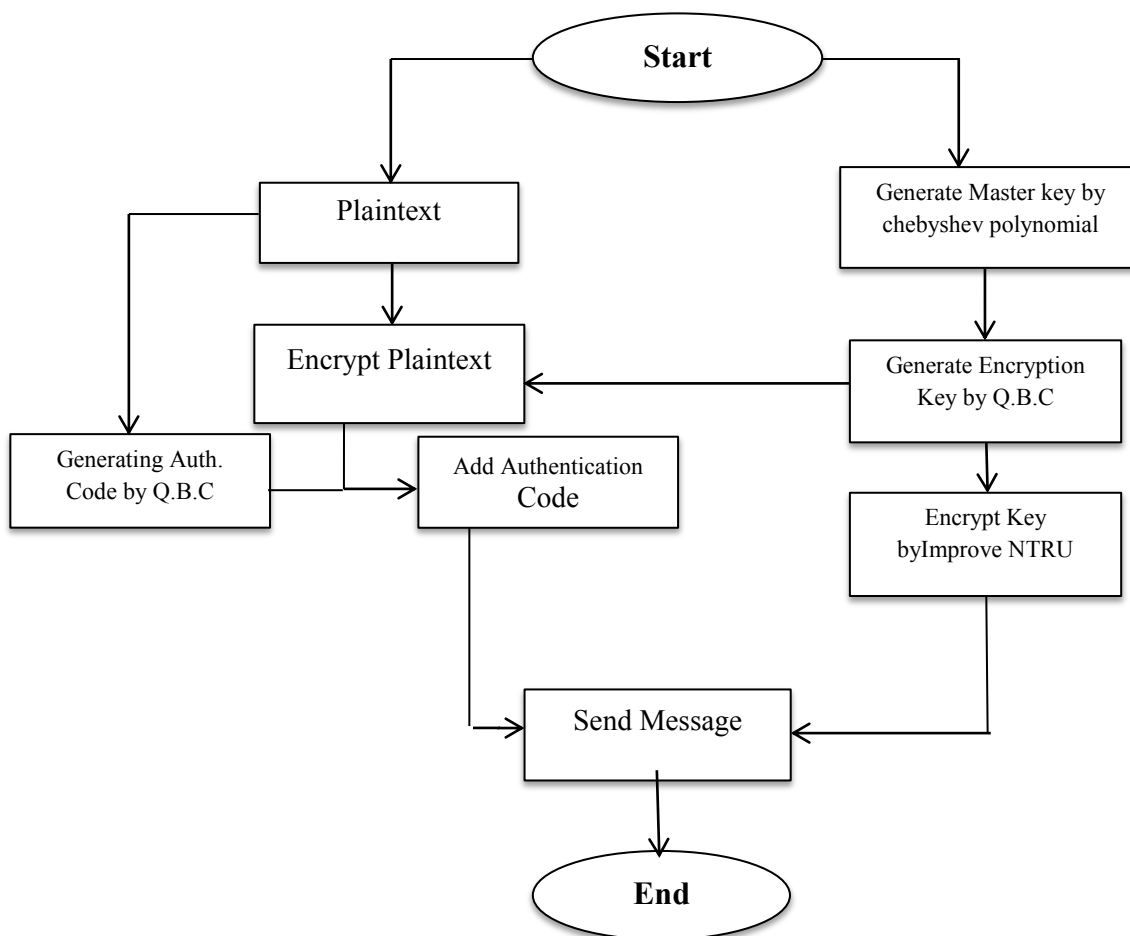 Start
Plaintext
Generate Master key by
chebyshev polynomial
Encrypt Plaintext
Generate Encryption
Key by Q.B.C
Generating Auth.
Code by Q.B.C
Add Authentication
Code
Encrypt Key
byImprove NTRU
Send Message
End